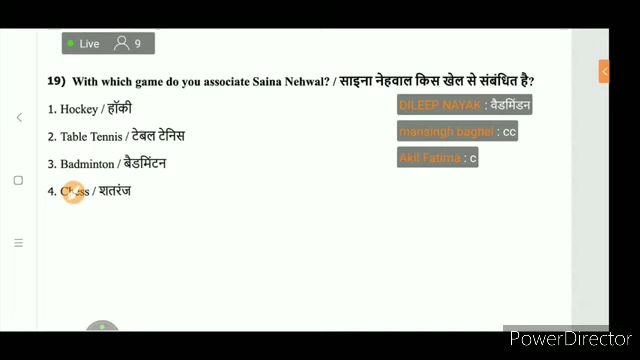 Live 9
19) With which game do you associate Saina Nehwal? / साइना नेहवाल किस खेल से संबंधित है?
1. Hockey / हॉकी
DILEEP NAYAK : वैडमिंडन
2. Table Tennis / टेबल टेनिस
mansingh baghel : cc
3. Badminton / बैडमिंटन
Akil Fatima : c
4. Chess / शतरंज
PowerDirector